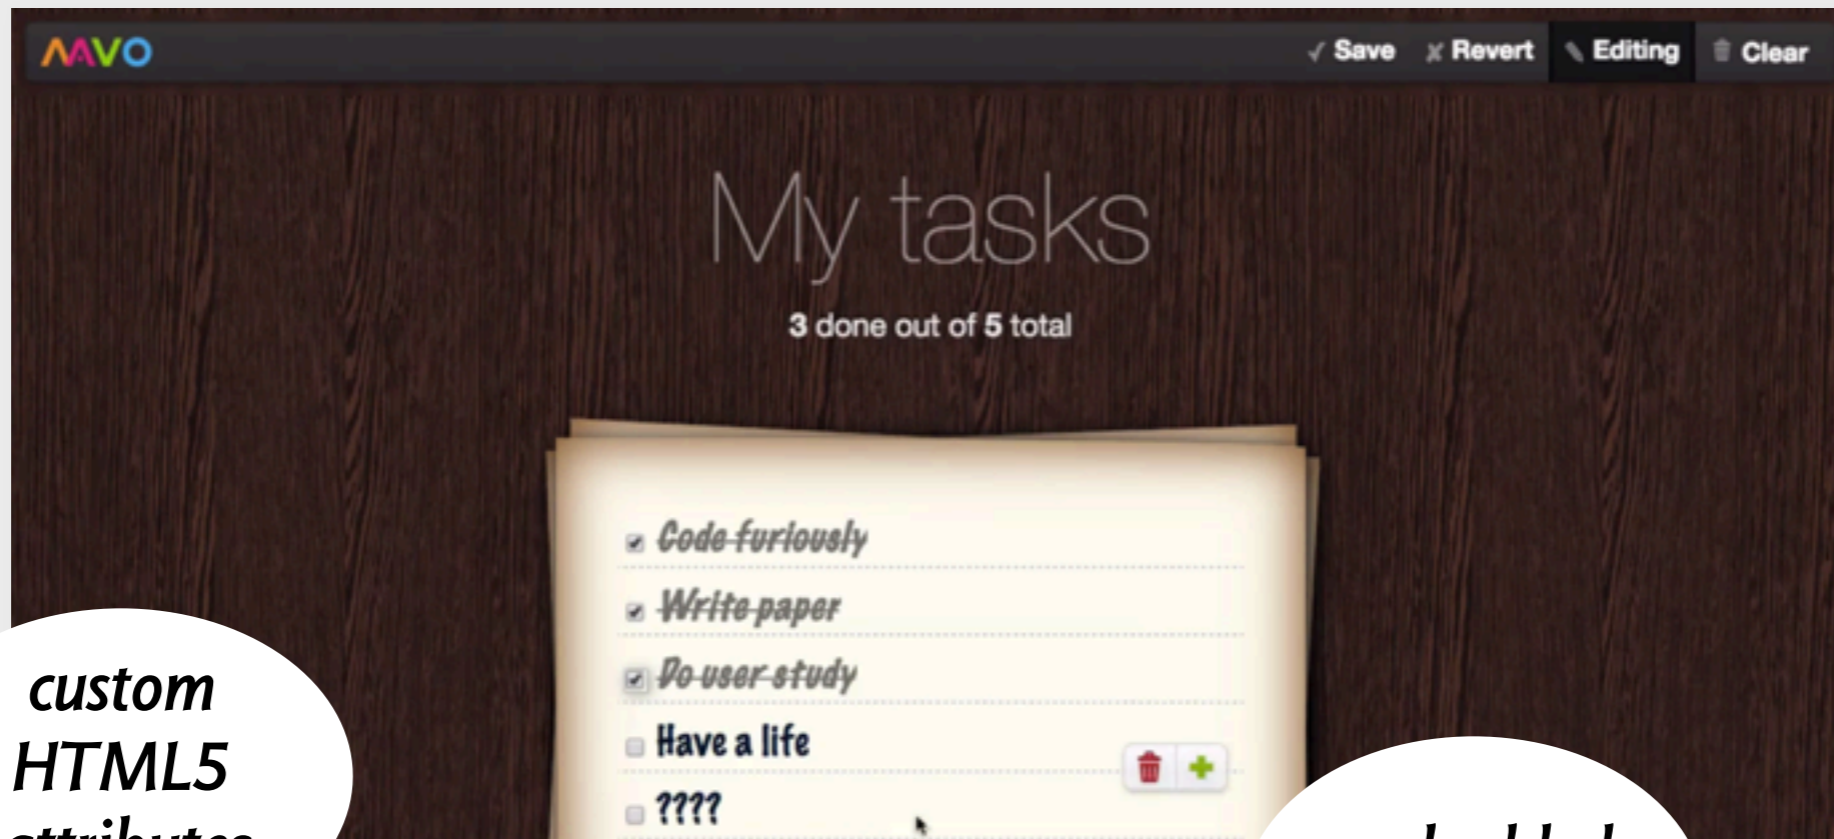 MAVO
Save Revert Editing Clear
My tasks
3 done out of 5 total
Code furiously
Write paper
Do user study
Have a life
????
custom
HTML5
attributes